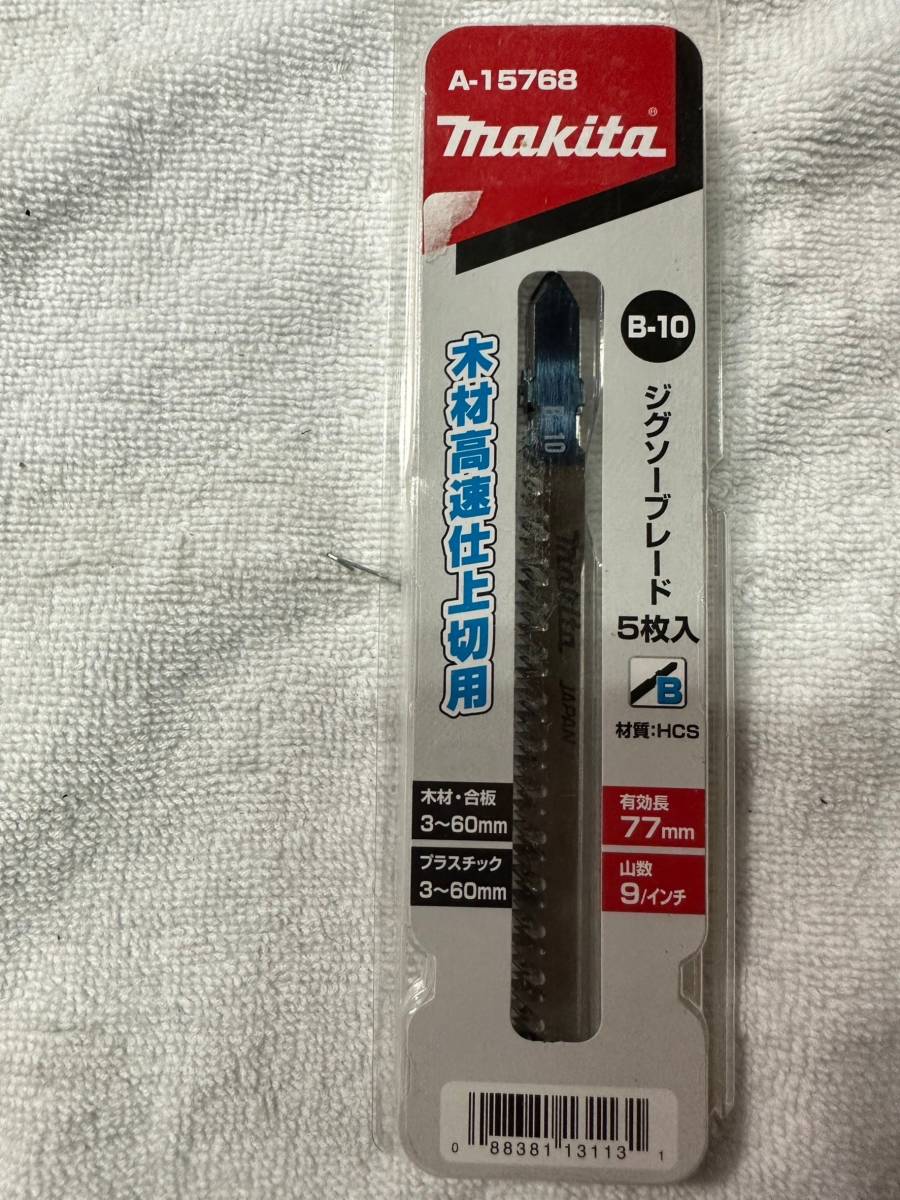 A-15768
makita®
B-10
ジグソーブレード
5枚入
B
材質:HCS
木材高速仕上切用
10
makita JAPAN
木材・合板
3〜60mm
プラスチック
3〜60mm
有効長
77mm
山数
9/インチ
0 88381 13113 1